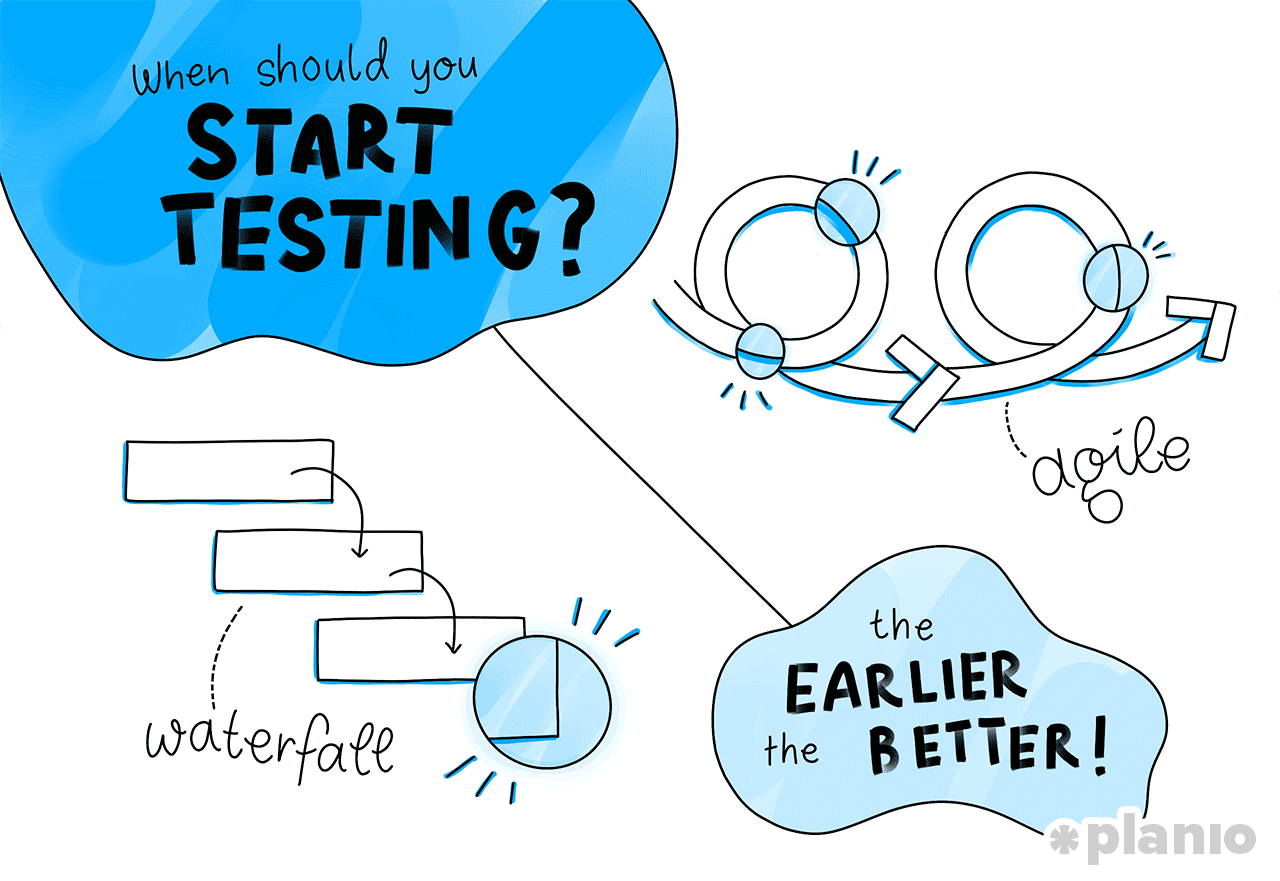 When should you
START
TESTING?
agile
waterfall
the
EARLIER
the BETTER!
planio